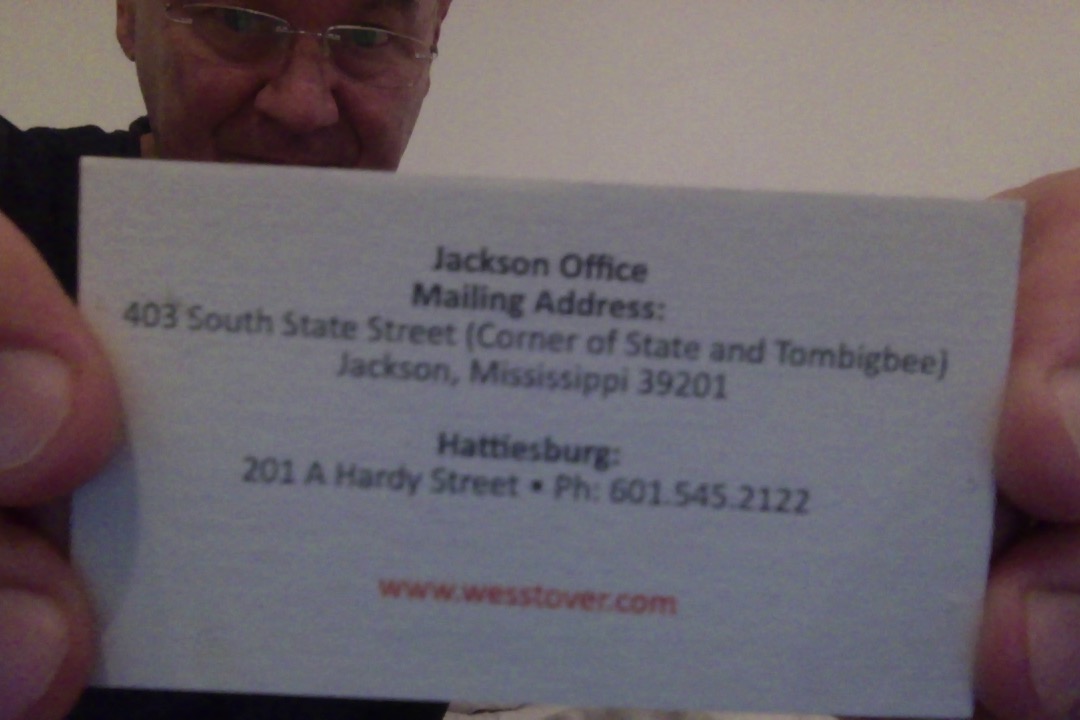 Jackson Office
Mailing Address:
403 South State Street (Corner of State and Tombigbee)
Jackson, Mississippi 39201
Hattiesburg:
201 A Hardy Street • Ph: 601.545.2122
www.wesstover.com